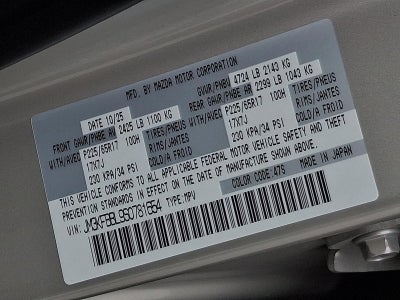 MFD. BY MAZDA MOTOR CORPORATION
DATE 10/25 GVWR/PNBV 4724 LB 2143 KG
FRONT GAWR/PNBE AV 2425 LB 1100 KG REAR GAWR/PNBE AR 2299 LB 1043 KG
WITH/AVEC P225/65R17 100H TIRES/PNEUS WITH/AVEC P225/65R17 100H TIRES/PNEUS
17X7J RIMS/JANTES 17X7J RIMS/JANTES
230 KPA/34 PSI COLD/A FROID 230 KPA/34 PSI COLD/A FROID
THIS VEHICLE CONFORMS TO ALL APPLICABLE FEDERAL MOTOR VEHICLE SAFETY AND THEFT
PREVENTION STANDARDS IN EFFECT ON THE DATE OF MANUFACTURE SHOWN ABOVE.
VIN: TYPE: MPV COLOR CODE 47S MADE IN JAPAN